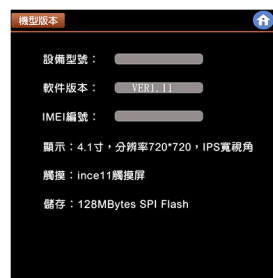 機型版本
設備型號：
軟件版本： VER1.11
IMEI編號：
顯示：4.1寸，分辨率720*720，IPS寬視角
觸摸：ince11觸摸屏
儲存：128MBytes SPI Flash